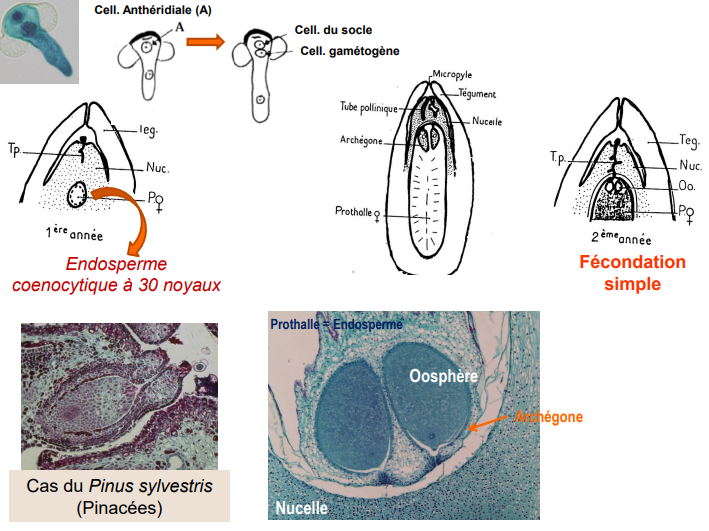 Cell. Anthéridiale (A)
A
Cell. du socle
Cell. gamétogène
Teg.
T.p.
Nuc.
P♀
1ère année
Endosperme
coenocytique à 30 noyaux
Micropyle
Tégument
Tube pollinique
Nucelle
Archégone
Prothalle ♀
Teg.
T.p.
Nuc.
Oo.
P♀
2ème année
Fécondation
simple
Cas du Pinus sylvestris
(Pinacées)
Prothalle = Endosperme
Oosphère
Archégone
Nucelle